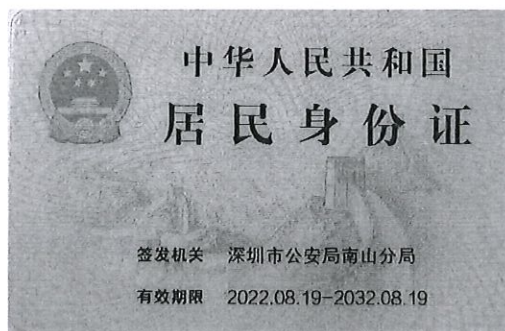 中华人民共和国
居民身份证
签发机关 深圳市公安局南山分局
有效期限 2022.08.19-2032.08.19